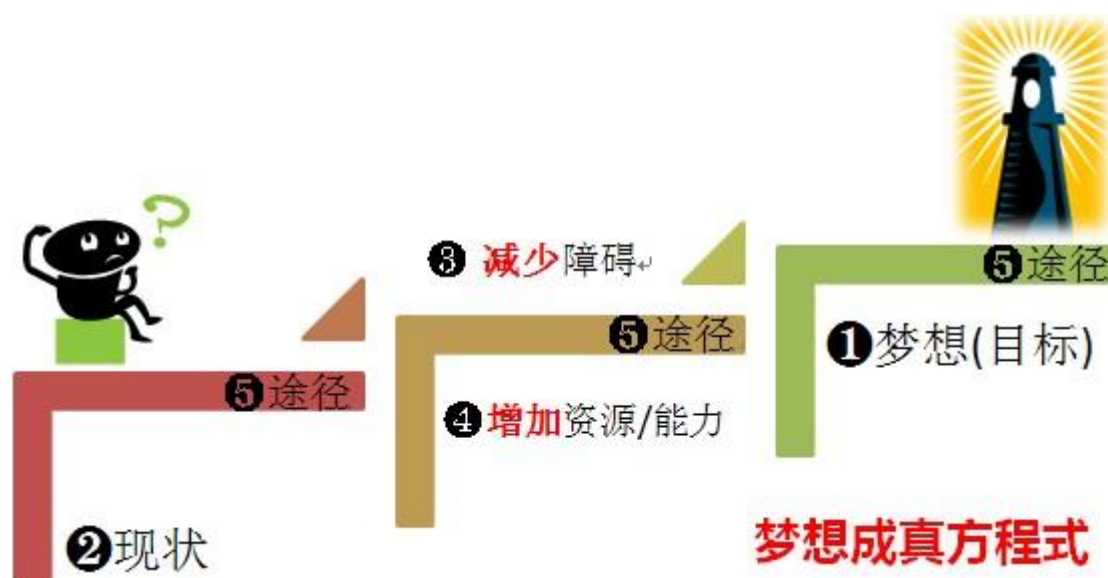 ❸ 减少障碍↵
❺途径
❺途径
❶梦想(目标)
❺途径
❹增加资源/能力
❷现状
梦想成真方程式
?